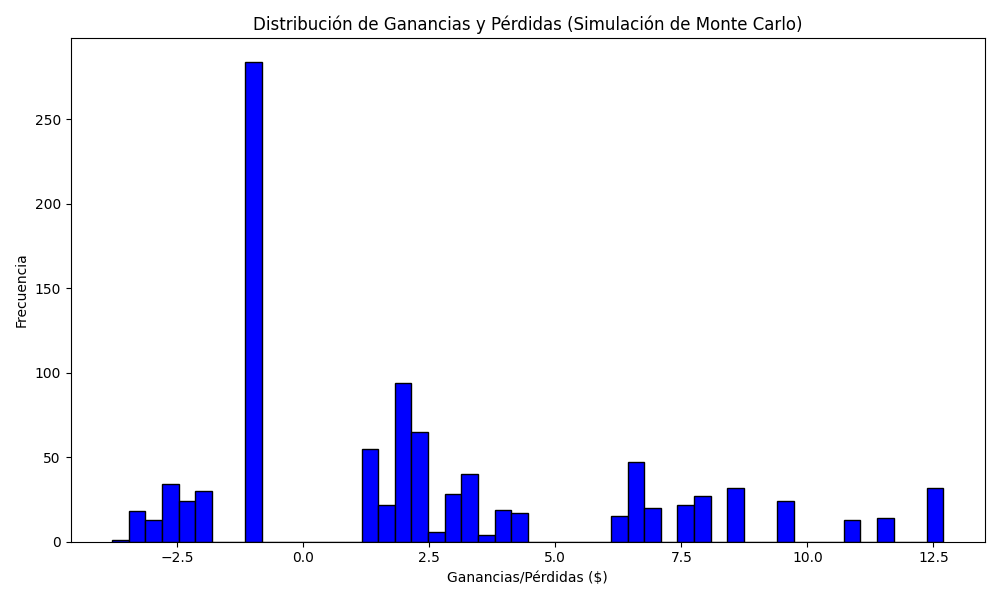 Distribución de Ganancias y Pérdidas (Simulación de Monte Carlo)
Frecuencia
250
200
150
100
50
0
−2.5 0.0 2.5 5.0 7.5 10.0 12.5
Ganancias/Pérdidas ($)